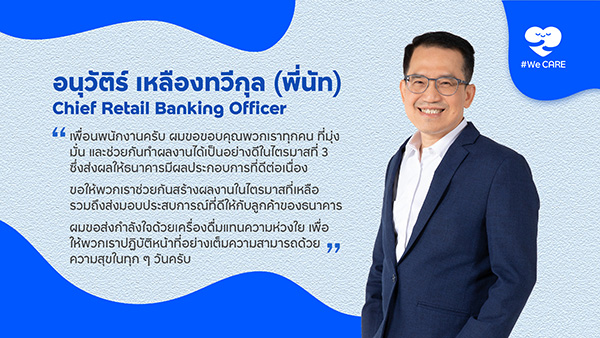 #We CARE
อนุวัติร์ เหลืองทวีกุล (พี่นัท)
Chief Retail Banking Officer
“ เพื่อนพนักงานครับ ผมขอขอบคุณพวกเราทุกคน ที่มุ่ง
มั่น และช่วยกันทำผลงานได้เป็นอย่างดีในไตรมาสที่ 3
ซึ่งส่งผลให้ธนาคารมีผลประกอบการที่ดีต่อเนื่อง
ขอให้พวกเราช่วยกันสร้างผลงานในไตรมาสที่เหลือ
รวมถึงส่งมอบประสบการณ์ที่ดีให้กับลูกค้าของธนาคาร
ผมขอส่งกำลังใจด้วยเครื่องดื่มแทนความห่วงใย เพื่อ
ให้พวกเราปฏิบัติหน้าที่อย่างเต็มความสามารถด้วย
ความสุขในทุก ๆ วันครับ ”